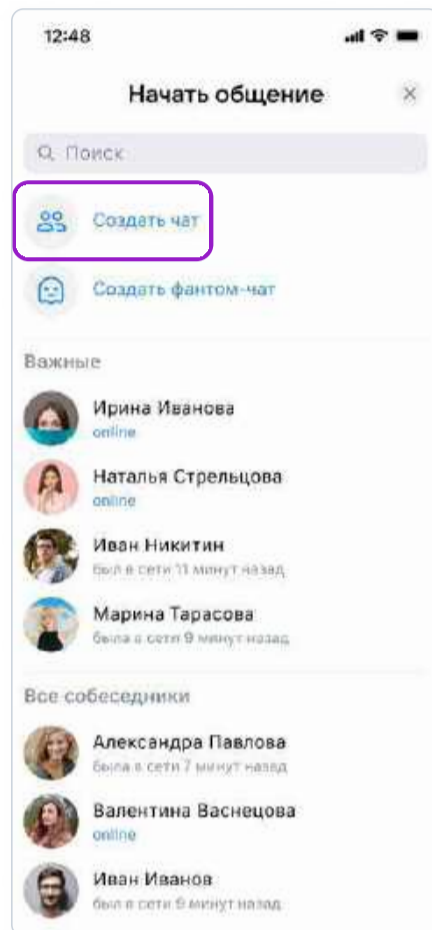 12:48
Начать общение
Поиск
Создать чат
Создать фантом-чат
Важные
Ирина Иванова
online
Наталья Стрельцова
online
Иван Никитин
был в сети 11 минут назад
Марина Тарасова
была в сети 9 минут назад
Все собеседники
Александра Павлова
была в сети 7 минут назад
Валентина Васнецова
online
Иван Иванов
был в сети 9 минут назад